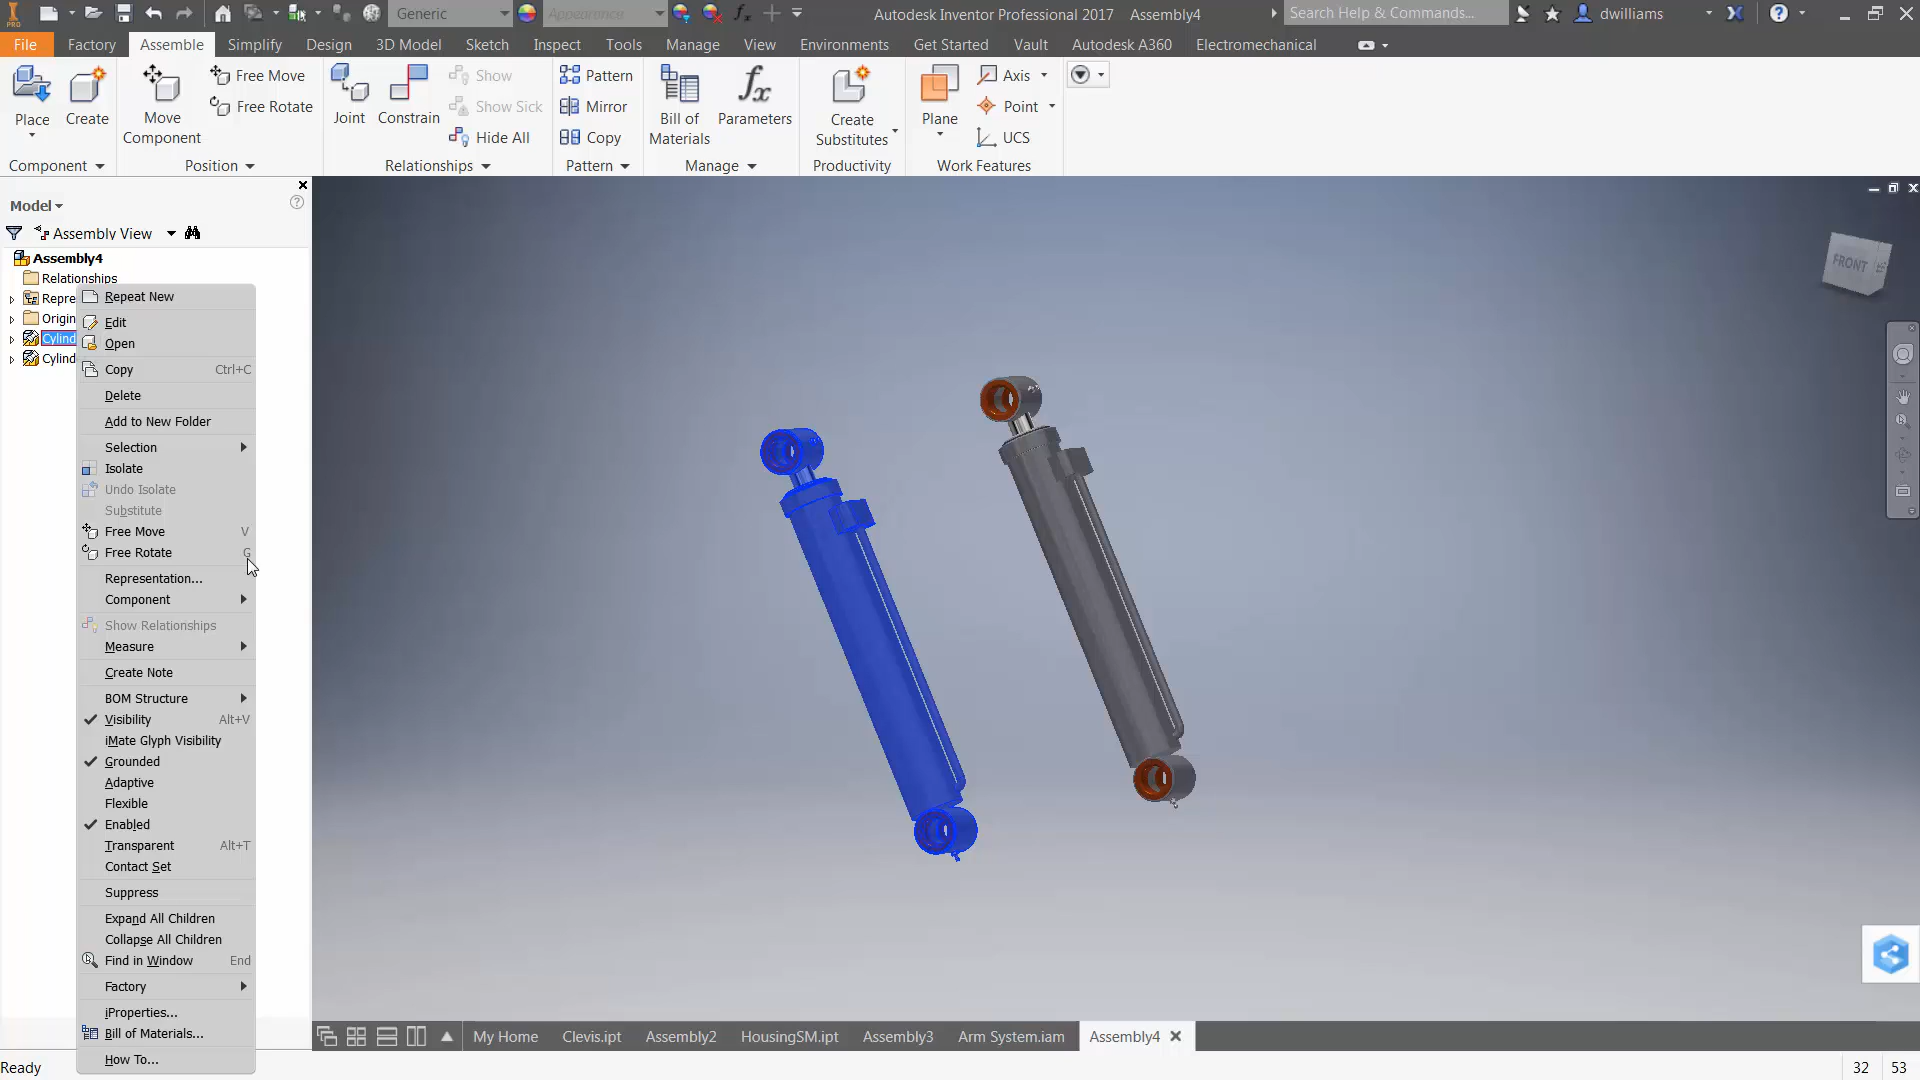 PRO
Generic
Appearance
Autodesk Inventor Professional 2017 Assembly4
Search Help & Commands...
dwilliams
File Factory Assemble Simplify Design 3D Model Sketch Inspect Tools Manage View Environments Get Started Vault Autodesk A360 Electromechanical
Place
Create
Move Component
Free Move
Free Rotate
Joint
Constrain
Show
Show Sick
Hide All
Pattern
Mirror
Copy
Bill of Materials
fx
Parameters
Create Substitutes
Plane
Axis
Point
UCS
Component
Position
Relationships
Pattern
Manage
Productivity
Work Features
Model
Assembly View
Assembly4
Relationships
Repre
Origin
Cylind
Cylind
Repeat New
Edit
Open
Copy Ctrl+C
Delete
Add to New Folder
Selection
Isolate
Undo Isolate
Substitute
Free Move V
Free Rotate G
Representation...
Component
Show Relationships
Measure
Create Note
BOM Structure
Visibility Alt+V
iMate Glyph Visibility
Grounded
Adaptive
Flexible
Enabled
Transparent Alt+T
Contact Set
Suppress
Expand All Children
Collapse All Children
Find in Window End
Factory
iProperties...
Bill of Materials...
How To...
FRONT
My Home Clevis.ipt Assembly2 HousingSM.ipt Assembly3 Arm System.iam Assembly4
Ready
32 53